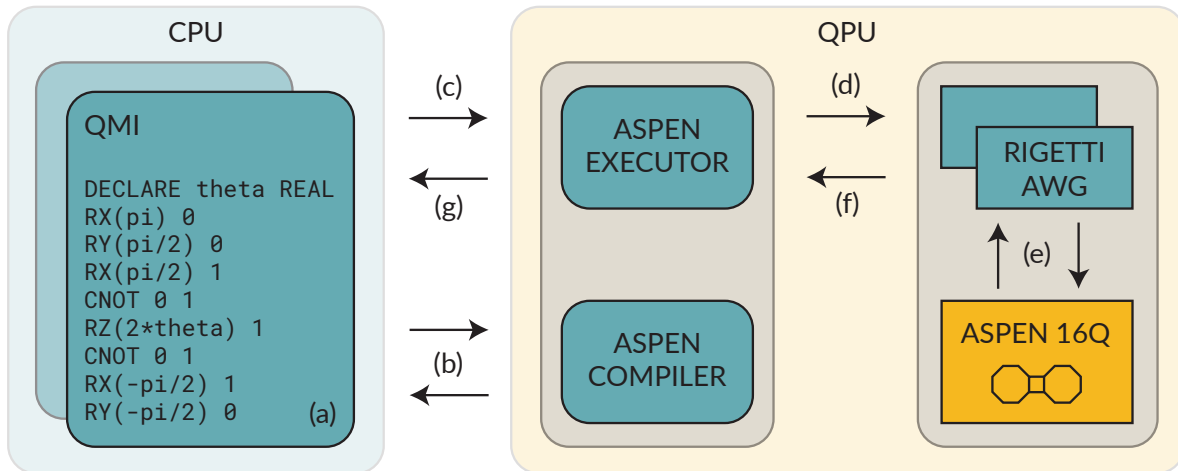 CPU
QMI
DECLARE theta REAL
RX(pi) 0
RY(pi/2) 0
RX(pi/2) 1
CNOT 0 1
RZ(2*theta) 1
CNOT 0 1
RX(-pi/2) 1
RY(-pi/2) 0
(a)
(c)
(g)
(b)
QPU
ASPEN
EXECUTOR
ASPEN
COMPILER
(d)
(f)
RIGETTI
AWG
(e)
ASPEN 16Q